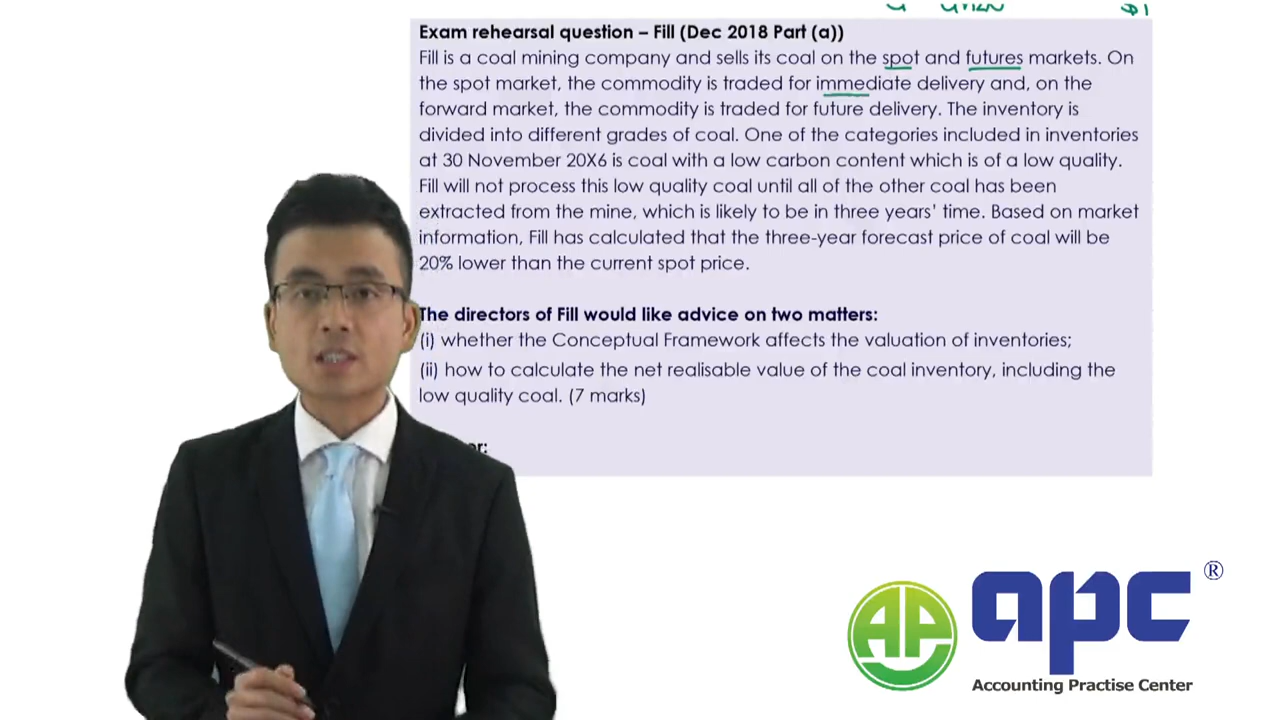 $1
Exam rehearsal question – Fill (Dec 2018 Part (a))
Fill is a coal mining company and sells its coal on the spot and futures markets. On
the spot market, the commodity is traded for immediate delivery and, on the
forward market, the commodity is traded for future delivery. The inventory is
divided into different grades of coal. One of the categories included in inventories
at 30 November 20X6 is coal with a low carbon content which is of a low quality.
Fill will not process this low quality coal until all of the other coal has been
extracted from the mine, which is likely to be in three years' time. Based on market
information, Fill has calculated that the three-year forecast price of coal will be
20% lower than the current spot price.
The directors of Fill would like advice on two matters:
(i) whether the Conceptual Framework affects the valuation of inventories;
(ii) how to calculate the net realisable value of the coal inventory, including the
low quality coal. (7 marks)
er:
AP
apc®
Accounting Practise Center